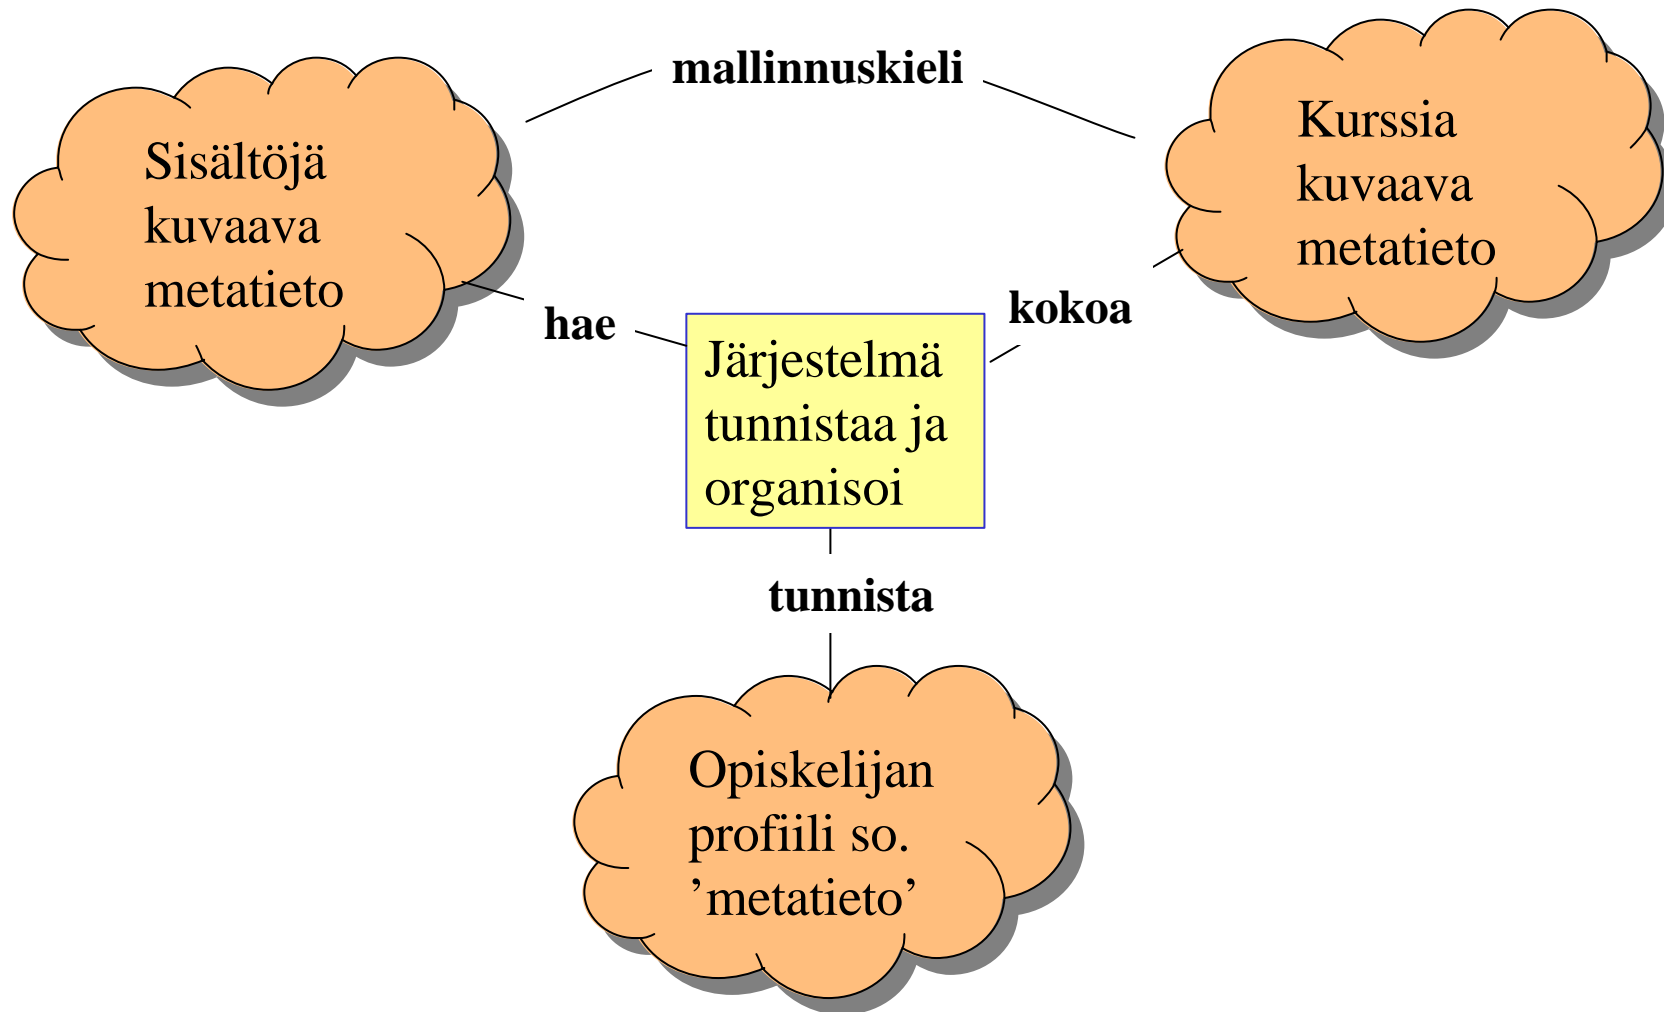 mallinnuskieli
Sisältöjä
kuvaava
metatieto
Kurssia
kuvaava
metatieto
hae
kokoa
Järjestelmä
tunnistaa ja
organisoi
tunnista
Opiskelijan
profiili so.
’metatieto’